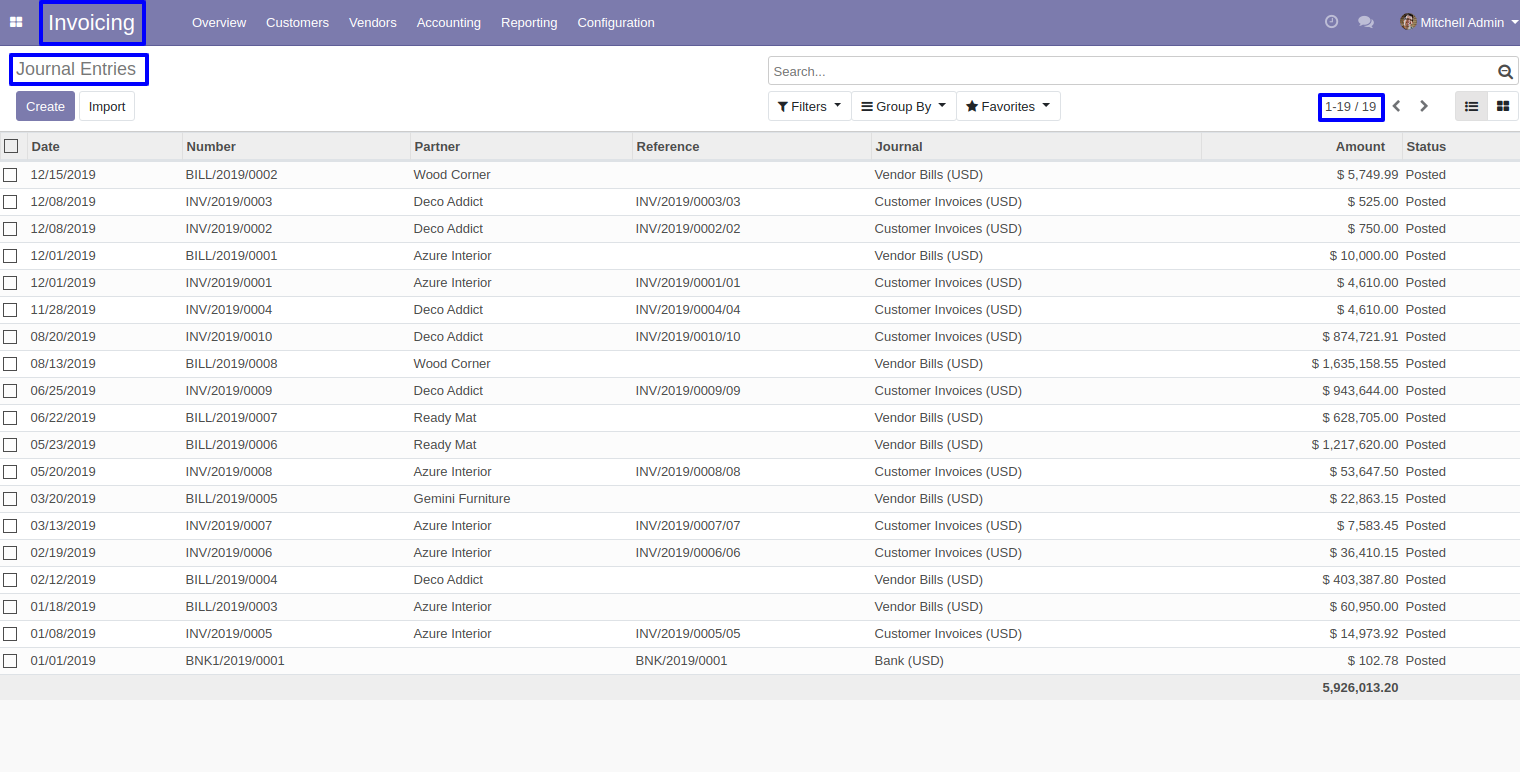 Invoicing Overview Customers Vendors Accounting Reporting Configuration Mitchell Admin
Journal Entries
Search...
Create Import Filters Group By Favorites 1-19 / 19
Date Number Partner Reference Journal Amount Status
12/15/2019 BILL/2019/0002 Wood Corner Vendor Bills (USD) $ 5,749.99 Posted
12/08/2019 INV/2019/0003 Deco Addict INV/2019/0003/03 Customer Invoices (USD) $ 525.00 Posted
12/08/2019 INV/2019/0002 Deco Addict INV/2019/0002/02 Customer Invoices (USD) $ 750.00 Posted
12/01/2019 BILL/2019/0001 Azure Interior Vendor Bills (USD) $ 10,000.00 Posted
12/01/2019 INV/2019/0001 Azure Interior INV/2019/0001/01 Customer Invoices (USD) $ 4,610.00 Posted
11/28/2019 INV/2019/0004 Deco Addict INV/2019/0004/04 Customer Invoices (USD) $ 4,610.00 Posted
08/20/2019 INV/2019/0010 Deco Addict INV/2019/0010/10 Customer Invoices (USD) $ 874,721.91 Posted
08/13/2019 BILL/2019/0008 Wood Corner Vendor Bills (USD) $ 1,635,158.55 Posted
06/25/2019 INV/2019/0009 Deco Addict INV/2019/0009/09 Customer Invoices (USD) $ 943,644.00 Posted
06/22/2019 BILL/2019/0007 Ready Mat Vendor Bills (USD) $ 628,705.00 Posted
05/23/2019 BILL/2019/0006 Ready Mat Vendor Bills (USD) $ 1,217,620.00 Posted
05/20/2019 INV/2019/0008 Azure Interior INV/2019/0008/08 Customer Invoices (USD) $ 53,647.50 Posted
03/20/2019 BILL/2019/0005 Gemini Furniture Vendor Bills (USD) $ 22,863.15 Posted
03/13/2019 INV/2019/0007 Azure Interior INV/2019/0007/07 Customer Invoices (USD) $ 7,583.45 Posted
02/19/2019 INV/2019/0006 Azure Interior INV/2019/0006/06 Customer Invoices (USD) $ 36,410.15 Posted
02/12/2019 BILL/2019/0004 Deco Addict Vendor Bills (USD) $ 403,387.80 Posted
01/18/2019 BILL/2019/0003 Azure Interior Vendor Bills (USD) $ 60,950.00 Posted
01/08/2019 INV/2019/0005 Azure Interior INV/2019/0005/05 Customer Invoices (USD) $ 14,973.92 Posted
01/01/2019 BNK1/2019/0001 BNK/2019/0001 Bank (USD) $ 102.78 Posted
5,926,013.20